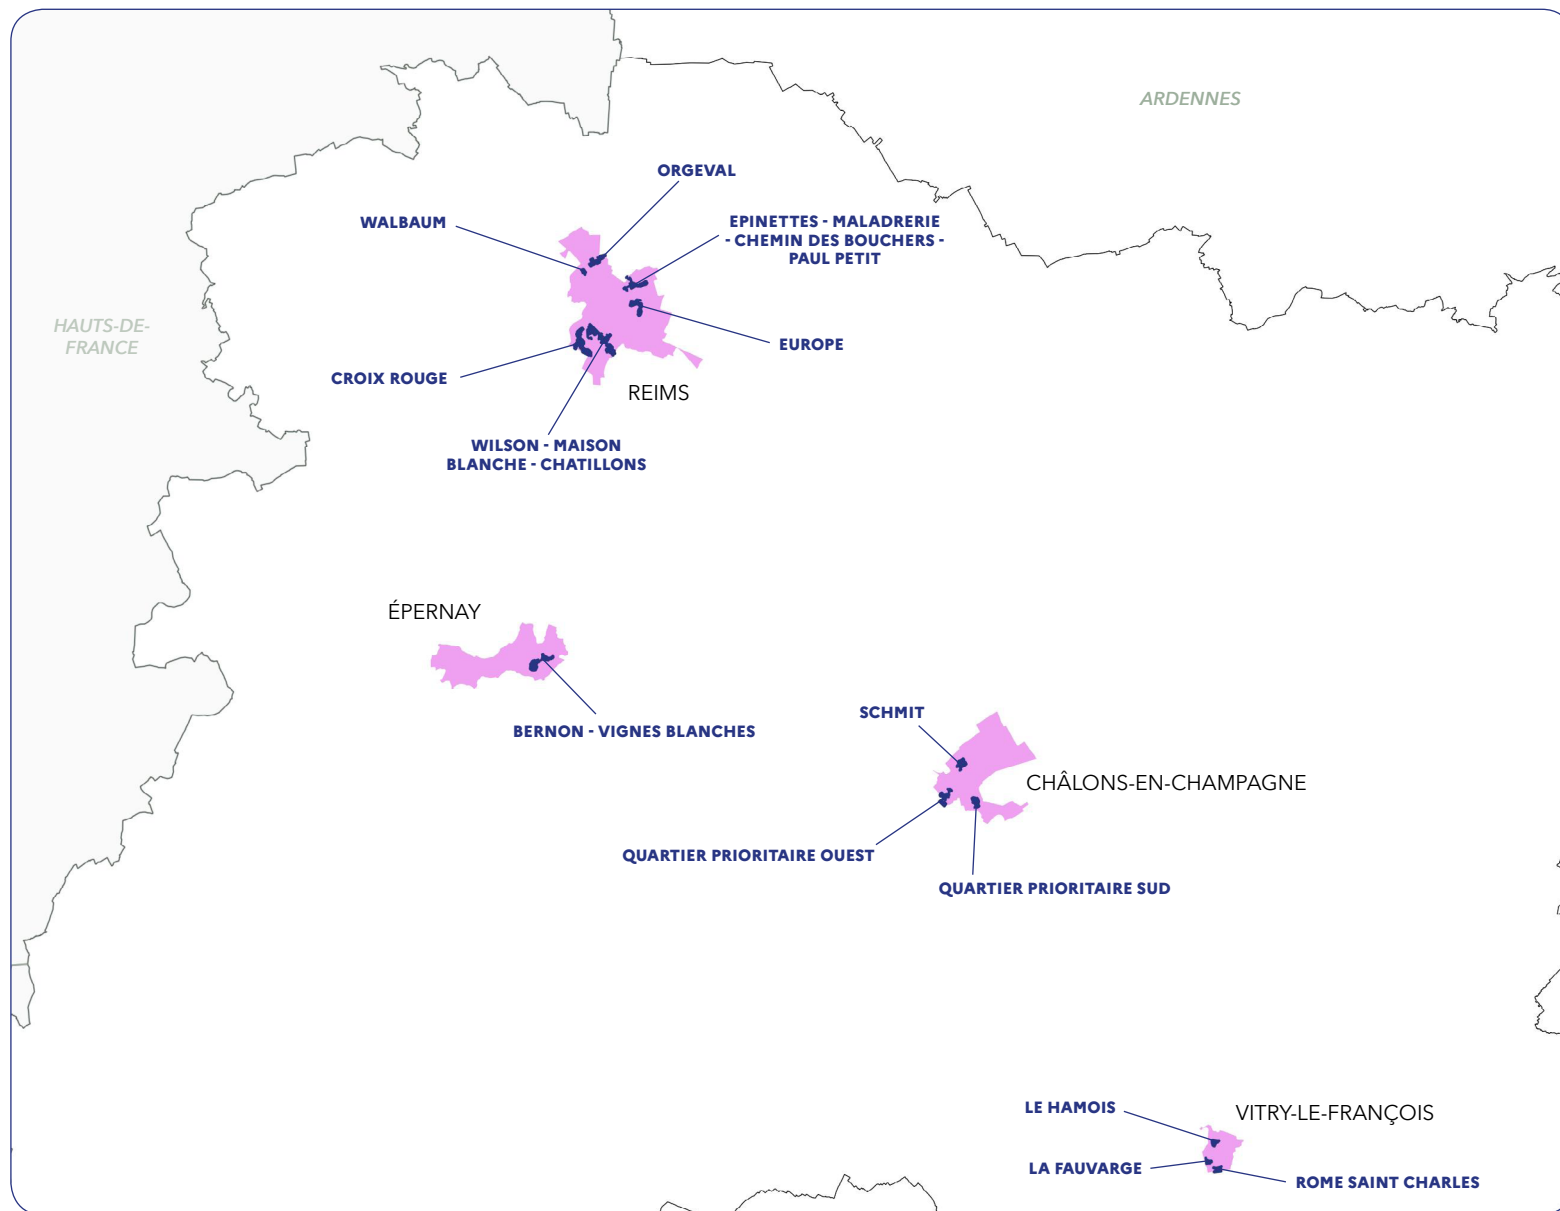 ARDENNES
ORGEVAL
WALBAUM
EPINETTES - MALADRERIE
- CHEMIN DES BOUCHERS -
PAUL PETIT
HAUTS-DE-
FRANCE
EUROPE
CROIX ROUGE
REIMS
WILSON - MAISON
BLANCHE - CHATILLONS
ÉPERNAY
BERNON - VIGNES BLANCHES
SCHMIT
CHÂLONS-EN-CHAMPAGNE
QUARTIER PRIORITAIRE OUEST
QUARTIER PRIORITAIRE SUD
LE HAMOIS
VITRY-LE-FRANÇOIS
LA FAUVARGE
ROME SAINT CHARLES